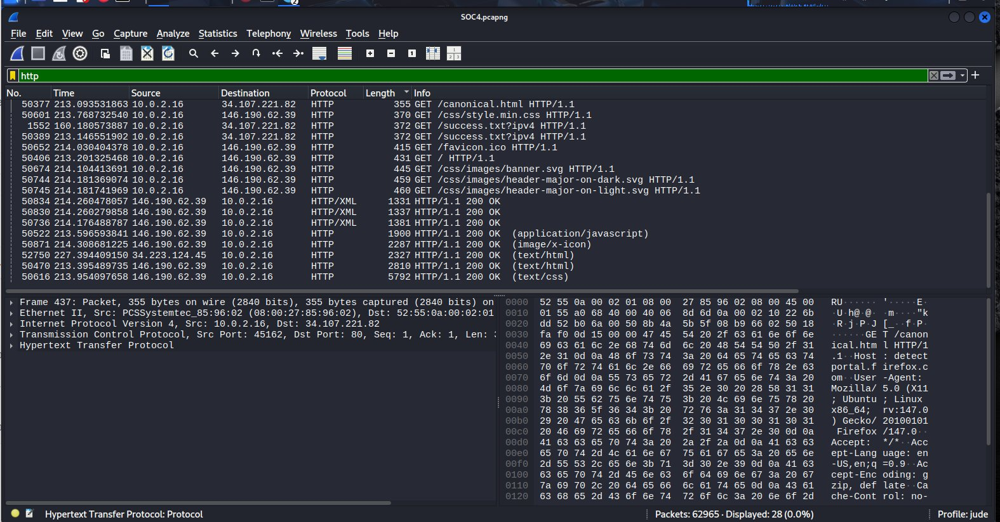 SOC4.pcapng
File Edit View Go Capture Analyze Statistics Telephony Wireless Tools Help
http
No. Time Source Destination Protocol Length Info
50377 213.093531863 10.0.2.16 34.107.221.82 HTTP 355 GET /canonical.html HTTP/1.1
50601 213.768732540 10.0.2.16 146.190.62.39 HTTP 370 GET /css/style.min.css HTTP/1.1
1552 160.180573887 10.0.2.16 34.107.221.82 HTTP 372 GET /success.txt?ipv4 HTTP/1.1
50389 213.146551902 10.0.2.16 34.107.221.82 HTTP 372 GET /success.txt?ipv4 HTTP/1.1
50652 214.030404378 10.0.2.16 146.190.62.39 HTTP 415 GET /favicon.ico HTTP/1.1
50406 213.201325468 10.0.2.16 146.190.62.39 HTTP 431 GET / HTTP/1.1
50674 214.104413691 10.0.2.16 146.190.62.39 HTTP 445 GET /css/images/banner.svg HTTP/1.1
50744 214.181369074 10.0.2.16 146.190.62.39 HTTP 459 GET /css/images/header-major-on-dark.svg HTTP/1.1
50745 214.181741969 10.0.2.16 146.190.62.39 HTTP 460 GET /css/images/header-major-on-light.svg HTTP/1.1
50834 214.260478057 146.190.62.39 10.0.2.16 HTTP/XML 1331 HTTP/1.1 200 OK
50830 214.260279858 146.190.62.39 10.0.2.16 HTTP/XML 1337 HTTP/1.1 200 OK
50736 214.176488787 146.190.62.39 10.0.2.16 HTTP/XML 1381 HTTP/1.1 200 OK
50522 213.596593841 146.190.62.39 10.0.2.16 HTTP 1900 HTTP/1.1 200 OK (application/javascript)
50871 214.308681225 146.190.62.39 10.0.2.16 HTTP 2287 HTTP/1.1 200 OK (image/x-icon)
52750 227.394409150 34.223.124.45 10.0.2.16 HTTP 2327 HTTP/1.1 200 OK (text/html)
50470 213.395489735 146.190.62.39 10.0.2.16 HTTP 2810 HTTP/1.1 200 OK (text/html)
50616 213.954097658 146.190.62.39 10.0.2.16 HTTP 5792 HTTP/1.1 200 OK (text/css)
Frame 437: Packet, 355 bytes on wire (2840 bits), 355 bytes captured (2840 bits) on
Ethernet II, Src: PCSSystemtec_85:96:02 (08:00:27:85:96:02), Dst: 52:55:0a:00:02:01
Internet Protocol Version 4, Src: 10.0.2.16, Dst: 34.107.221.82
Transmission Control Protocol, Src Port: 45162, Dst Port: 80, Seq: 1, Ack: 1, Len: 3
Hypertext Transfer Protocol
0000 52 55 0a 00 02 01 08 00 27 85 96 02 08 00 45 00 RU······ '·····E·
0010 01 55 a0 68 40 00 40 06 8d 6d 0a 00 02 10 22 6b ·U·h@·@· ·m····"k
0020 dd 52 b0 6a 00 50 8b 4a 5b 5f 08 b9 66 02 50 18 ·R·j·P·J [_··f·P·
0030 fa f0 0d 15 00 00 47 45 54 20 2f 63 61 6e 6f 6e ······GE T /canon
0040 69 63 61 6c 2e 68 74 6d 6c 20 48 54 54 50 2f 31 ical.htm l HTTP/1
0050 2e 31 0d 0a 48 6f 73 74 3a 20 64 65 74 65 63 74 .1··Host : detect
0060 70 6f 72 74 61 6c 2e 66 69 72 65 66 6f 78 2e 63 portal.f irefox.c
0070 6f 6d 0d 0a 55 73 65 72 2d 41 67 65 6e 74 3a 20 om··User -Agent:
0080 4d 6f 7a 69 6c 6c 61 2f 35 2e 30 20 28 58 31 31 Mozilla/ 5.0 (X11
0090 3b 20 55 62 75 6e 74 75 3b 20 4c 69 6e 75 78 20 ; Ubuntu ; Linux
00a0 78 38 36 5f 36 34 3b 20 72 76 3a 31 34 37 2e 30 x86_64; rv:147.0
00b0 29 20 47 65 63 6b 6f 2f 32 30 31 30 30 31 30 31 ) Gecko/ 20100101
00c0 20 46 69 72 65 66 6f 78 2f 31 34 37 2e 30 0d 0a Firefox /147.0··
00d0 41 63 63 65 70 74 3a 20 2a 2f 2a 0d 0a 41 63 63 Accept: */*··Acc
00e0 65 70 74 2d 4c 61 6e 67 75 61 67 65 3a 20 65 6e ept-Lang uage: en
00f0 2d 55 53 2c 65 6e 3b 71 3d 30 2e 39 0d 0a 41 63 -US,en;q =0.9··Ac
0100 63 65 70 74 2d 45 6e 63 6f 64 69 6e 67 3a 20 67 cept-Enc oding: g
0110 7a 69 70 2c 20 64 65 66 6c 61 74 65 0d 0a 43 61 zip, def late··Ca
0120 63 68 65 2d 43 6f 6e 74 72 6f 6c 3a 20 6e 6f 2d che-Cont rol: no-
Hypertext Transfer Protocol: Protocol
Packets: 62965 · Displayed: 28 (0.0%)
Profile: jude